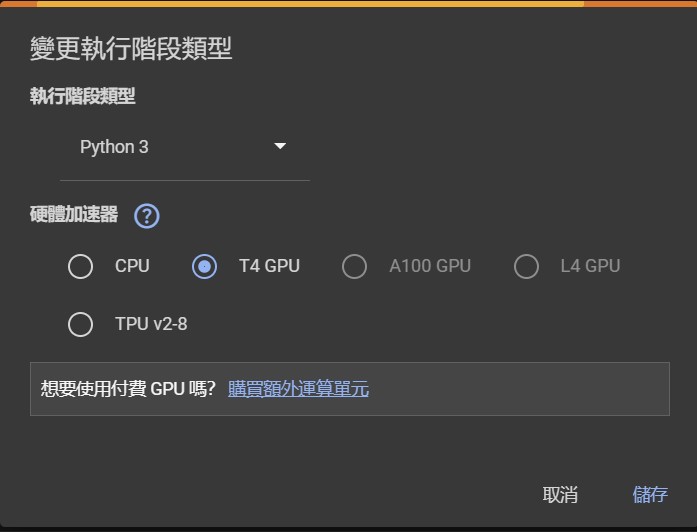 變更執行階段類型
執行階段類型
Python 3
硬體加速器 ?
CPU T4 GPU A100 GPU L4 GPU
TPU v2-8
想要使用付費 GPU 嗎？ 購買額外運算單元
取消 儲存